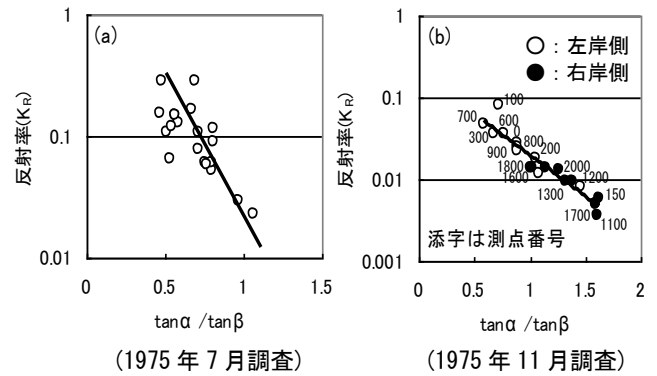 (a)
反射率(KR)
1
0.1
0.01
0
0.5
1
1.5
tanα /tanβ
(1975 年 7 月調査)
(b)
○ : 左岸側
● : 右岸側
反射率(KR)
1
0.1
0.01
0.001
100
700
300
0
800
900
200
1800
2000
1600
1200
1300
150
1700
1100
添字は測点番号
0
0.5
1
1.5
2
tanα /tanβ
(1975 年 11 月調査)